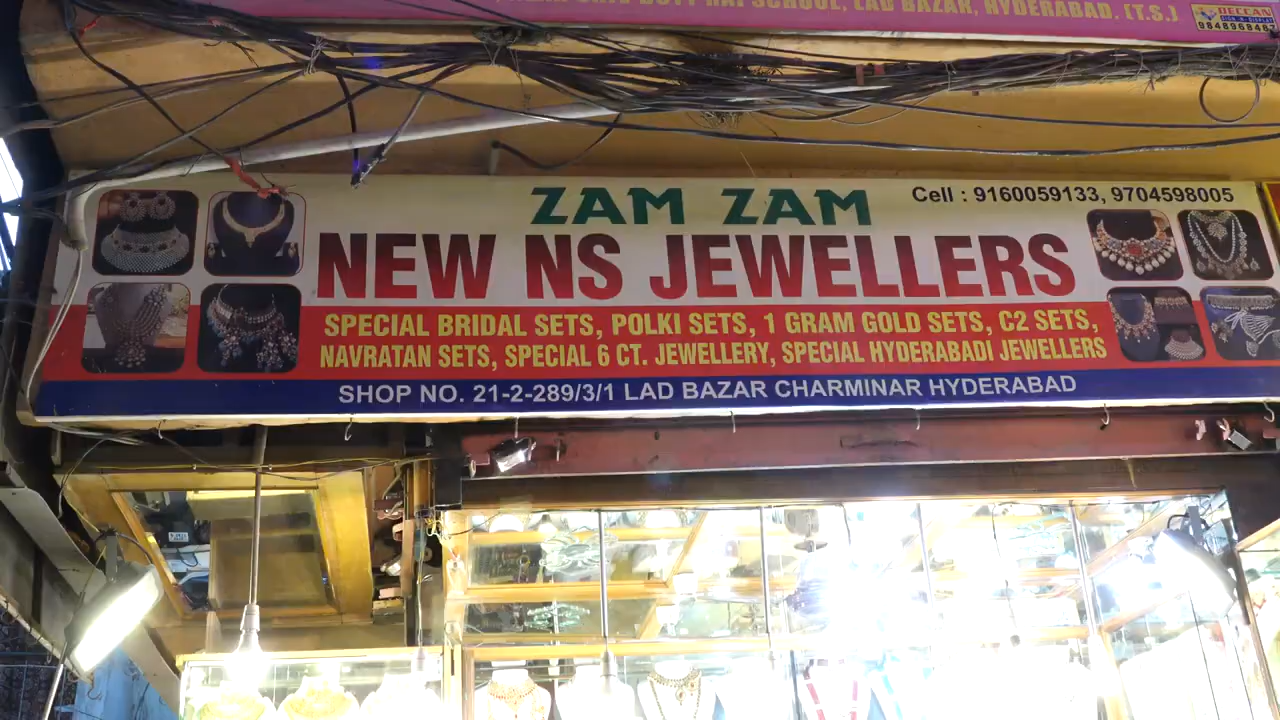 SCHOOL, LAD BAZAR, HYDERABAD. (T.S.)
DECCAN
ZAM ZAM
Cell : 9160059133, 9704598005
NEW NS JEWELLERS
SPECIAL BRIDAL SETS, POLKI SETS, 1 GRAM GOLD SETS, C2 SETS,
NAVRATAN SETS, SPECIAL 6 CT. JEWELLERY, SPECIAL HYDERABADI JEWELLERS
SHOP NO. 21-2-289/3/1 LAD BAZAR CHARMINAR HYDERABAD